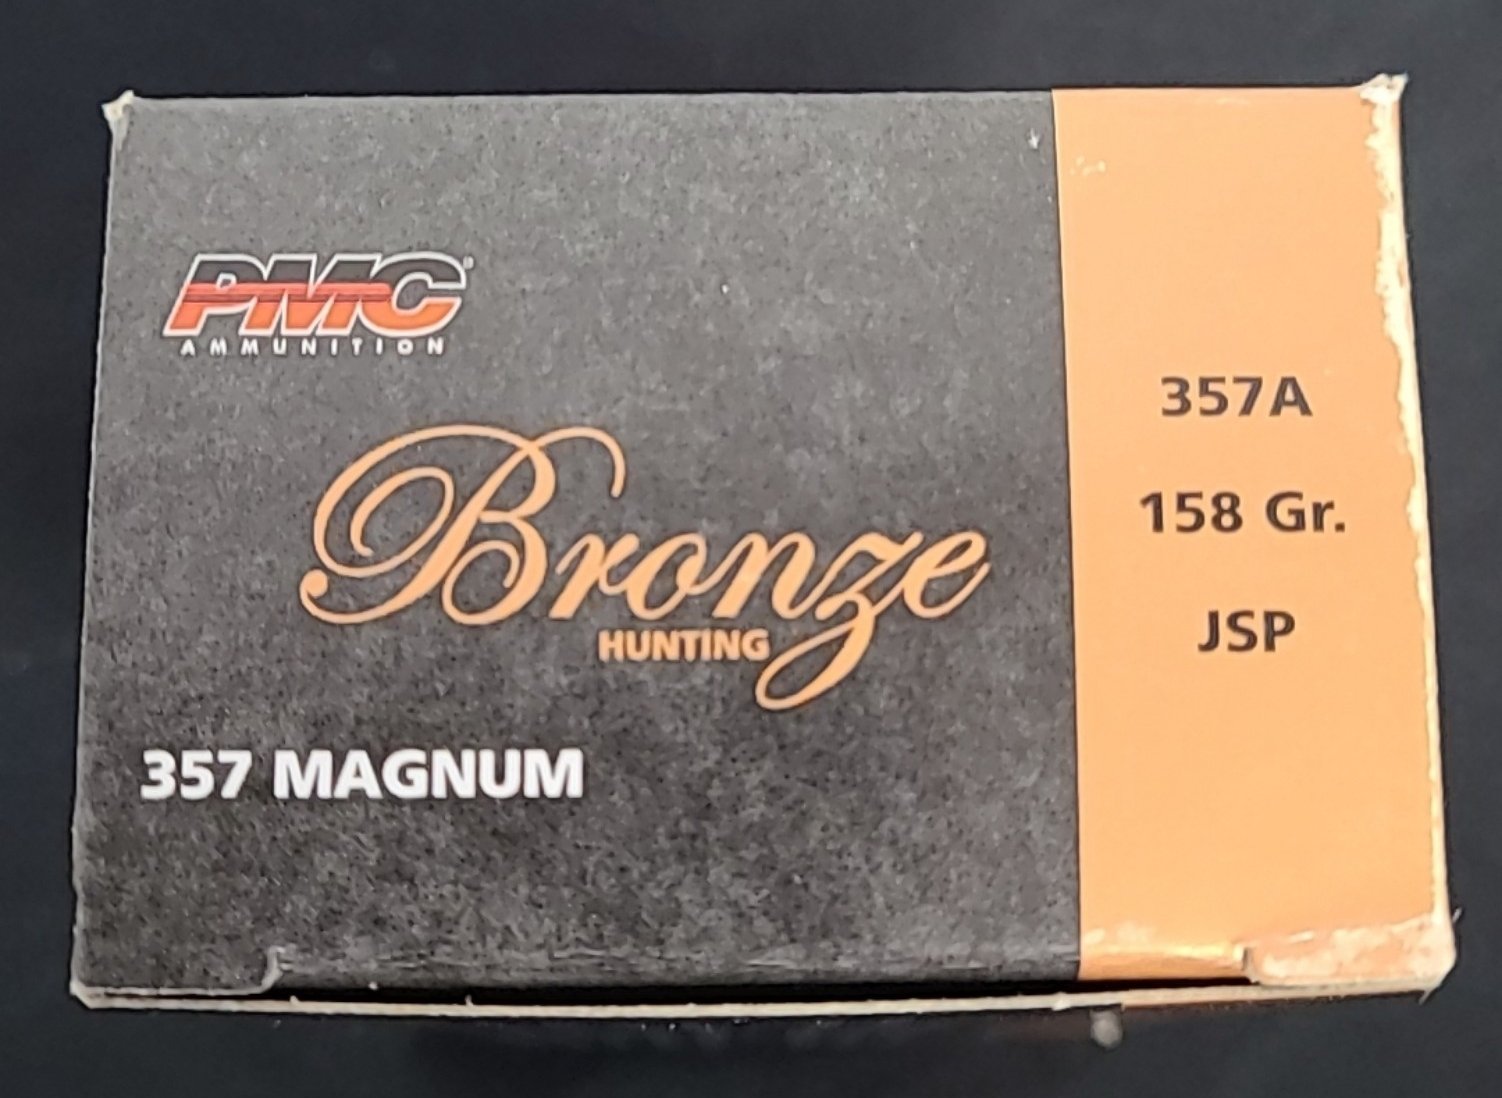 PMC®
AMMUNITION
Bronze
HUNTING
357 MAGNUM
357A
158 Gr.
JSP